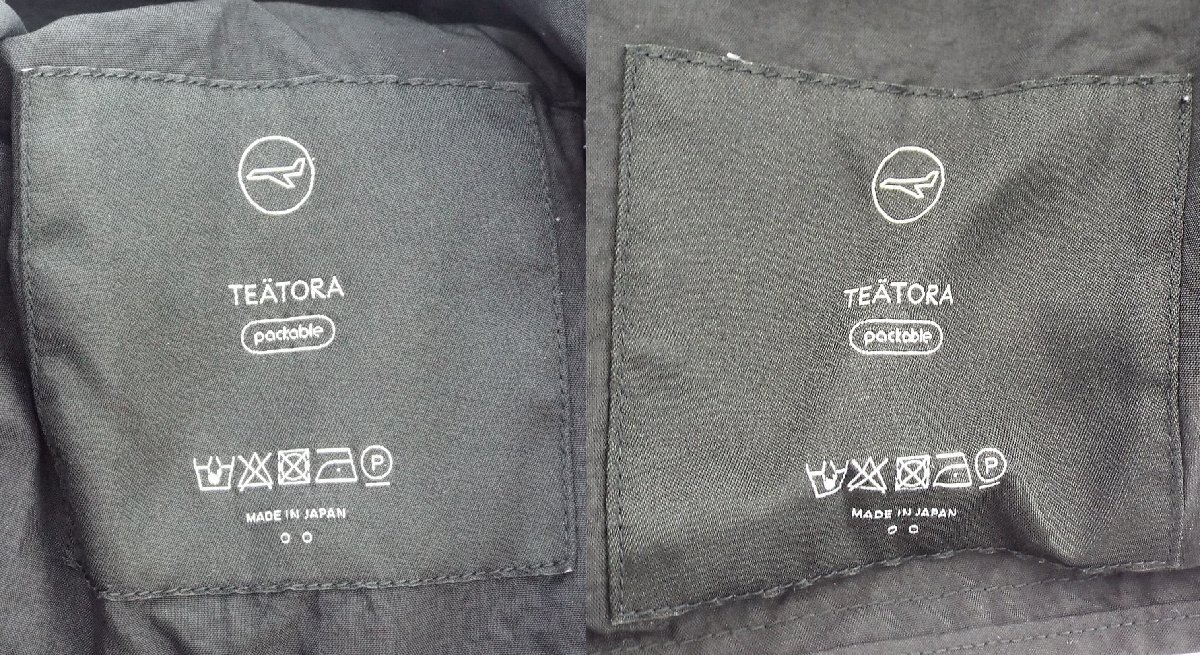 TEÄTORA
packable
P
MADE IN JAPAN
TEÄTORA
packable
P
MADE IN JAPAN